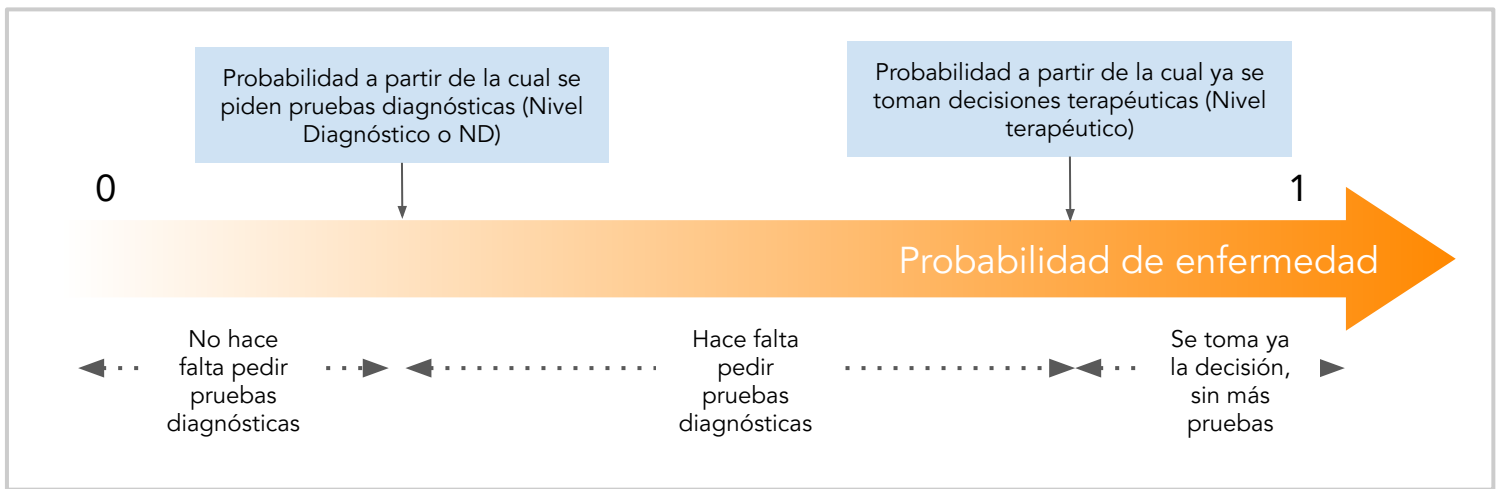 Probabilidad a partir de la cual se
piden pruebas diagnósticas (Nivel
Diagnóstico o ND)
Probabilidad a partir de la cual ya se
toman decisiones terapéuticas (Nivel
terapéutico)
0
1
Probabilidad de enfermedad
No hace
falta pedir
pruebas
diagnósticas
Hace falta
pedir
pruebas
diagnósticas
Se toma ya
la decisión,
sin más
pruebas